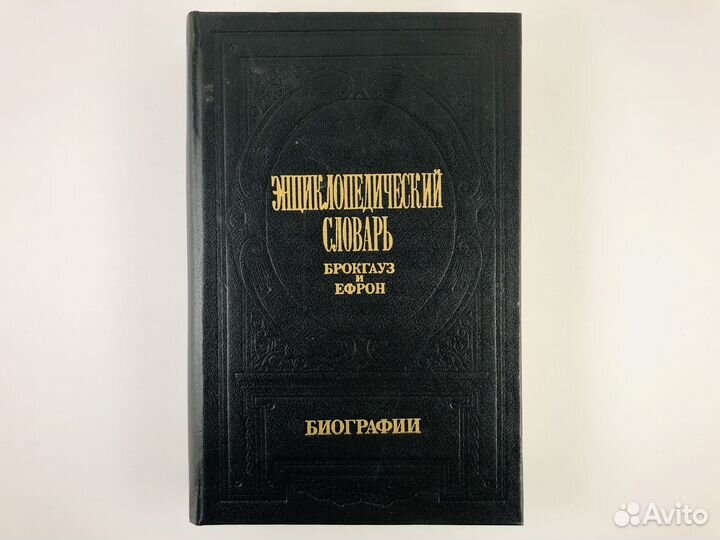 ЭНЦИКЛОПЕДИЧЕСКИЙ
СЛОВАРЬ
БРОКГАУЗ
И
ЕФРОН
БИОГРАФИИ
Avito